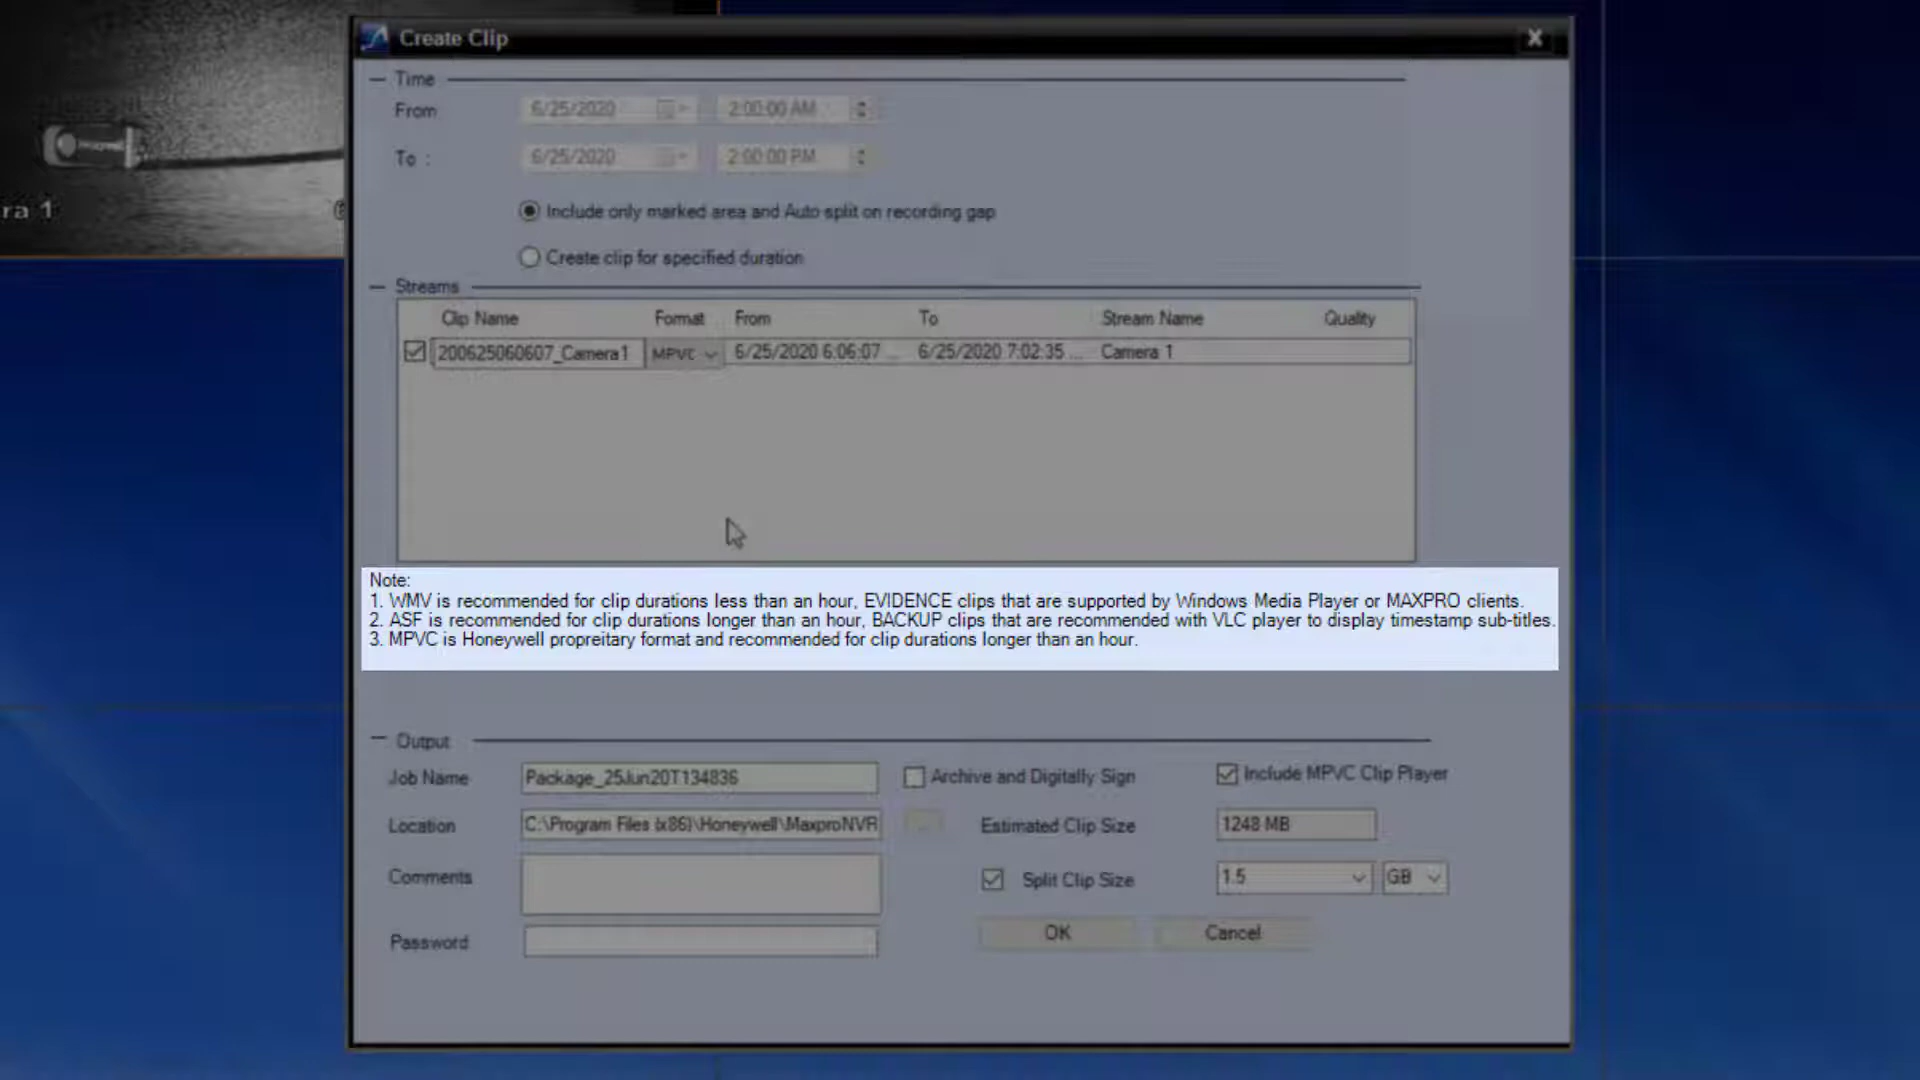 Create Clip
Time
From 6/25/2020 2:00:00 AM
To : 6/25/2020 2:00:00 PM
ra 1
Include only marked area and Auto split on recording gap
Create clip for specified duration
Streams
Clip Name Format From To Stream Name Quality
200625060607_Camera1 MPVC 6/25/2020 6:06:07 ... 6/25/2020 7:02:35 ... Camera 1
Note:
1. WMV is recommended for clip durations less than an hour, EVIDENCE clips that are supported by Windows Media Player or MAXPRO clients.
2. ASF is recommended for clip durations longer than an hour, BACKUP clips that are recommended with VLC player to display timestamp sub-titles.
3. MPVC is Honeywell propreitary format and recommended for clip durations longer than an hour.
Output
Job Name Package_25Jun20T134836 Archive and Digitally Sign Include MPVC Clip Player
Location C:\Program Files (x86)\Honeywell\MaxproNVR ... Estimated Clip Size 1248 MB
Comments Split Clip Size 1.5 GB
Password OK Cancel